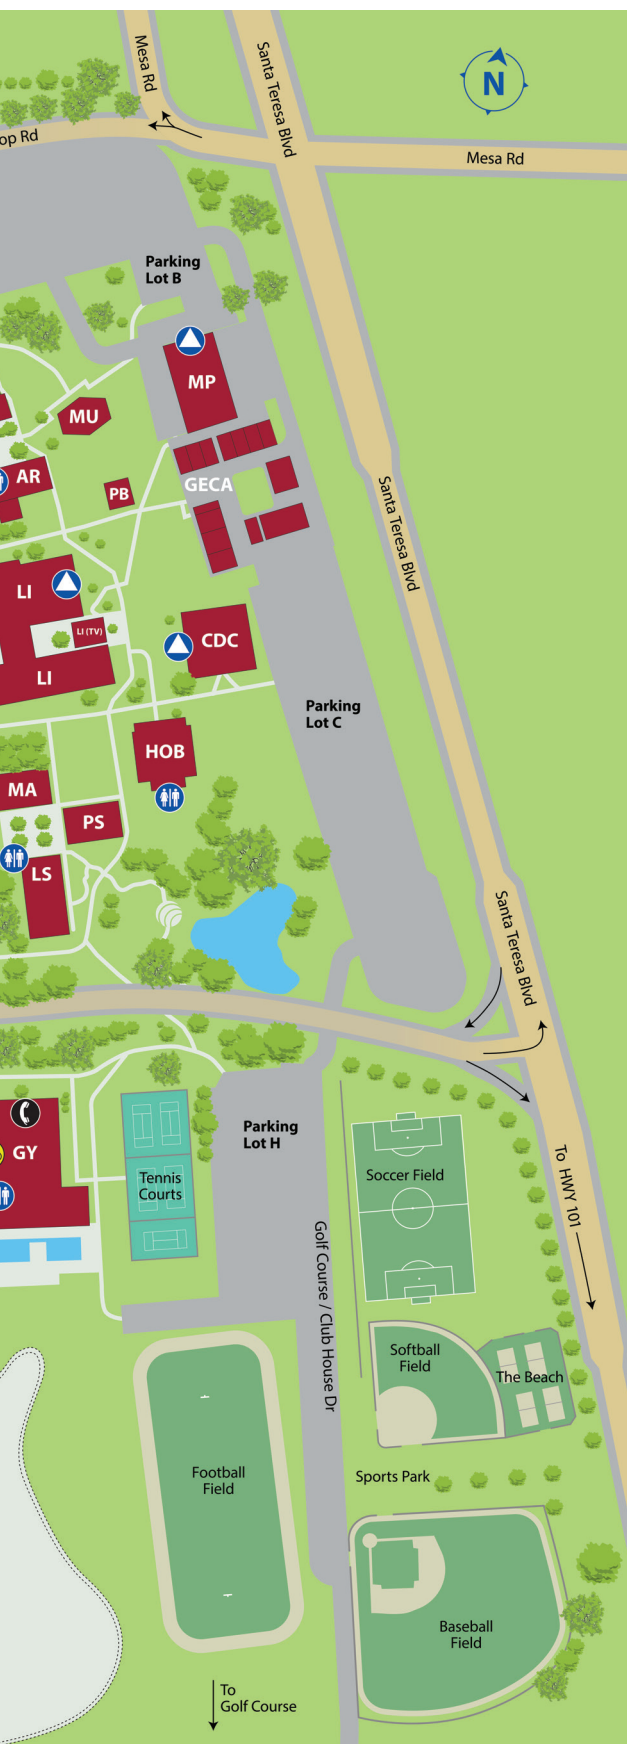 Mesa Rd
Santa Teresa Blvd
N
op Rd
Mesa Rd
Parking
Lot B
MP
MU
AR
PB
GECA
Santa Teresa Blvd
LI
LI (TV)
CDC
LI
Parking
Lot C
HOB
MA
PS
LS
Santa Teresa Blvd
Parking
Lot H
GY
Tennis
Courts
Soccer Field
To HWY 101
Golf Course / Club House Dr
Softball
Field
The Beach
Football
Field
Sports Park
Baseball
Field
To
Golf Course